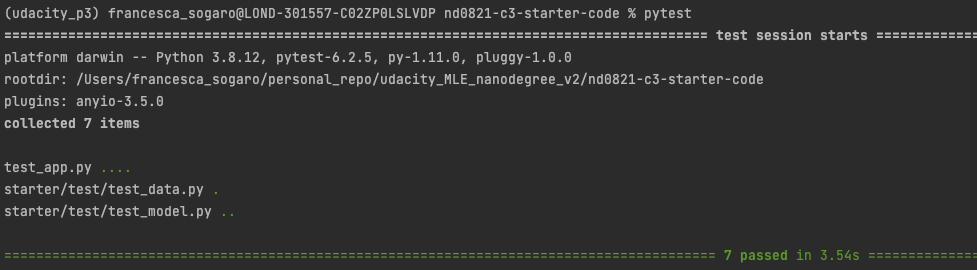 (udacity_p3) francesca_sogaro@LOND-301557-C02ZP0LSLVDP nd0821-c3-starter-code % pytest
======================================================================================= test session starts =============
platform darwin -- Python 3.8.12, pytest-6.2.5, py-1.11.0, pluggy-1.0.0
rootdir: /Users/francesca_sogaro/personal_repo/udacity_MLE_nanodegree_v2/nd0821-c3-starter-code
plugins: anyio-3.5.0
collected 7 items
test_app.py ....
starter/test/test_data.py .
starter/test/test_model.py ..
======================================================================================== 7 passed in 3.54s ==============